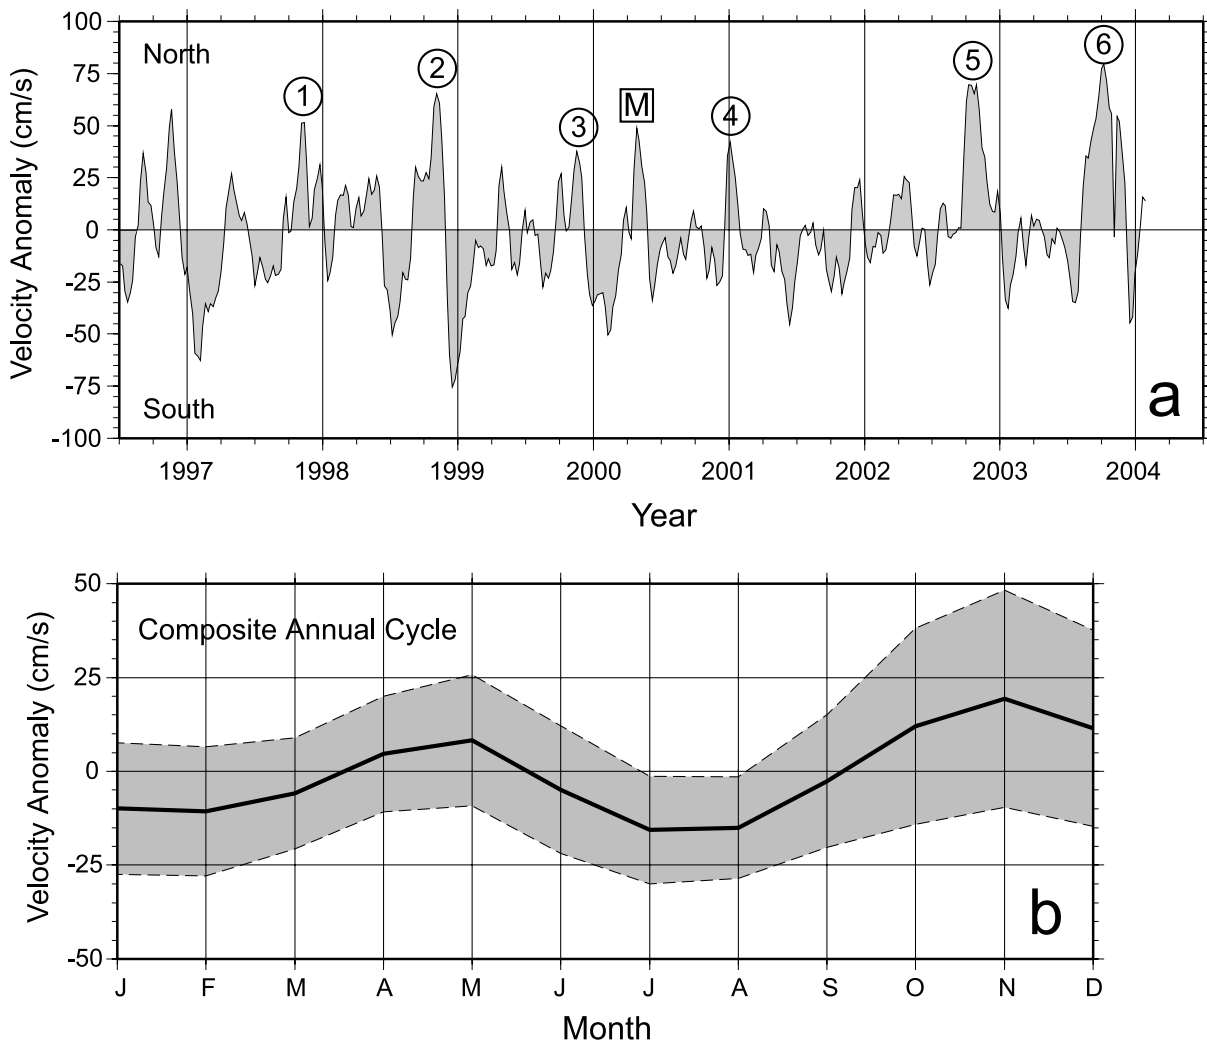 100
75
50
25
0
-25
-50
-75
-100
Velocity Anomaly (cm/s)
North
South
1
2
3
M
4
5
6
a
1997 1998 1999 2000 2001 2002 2003 2004
Year
50
25
0
-25
-50
Velocity Anomaly (cm/s)
Composite Annual Cycle
b
J F M A M J J A S O N D
Month